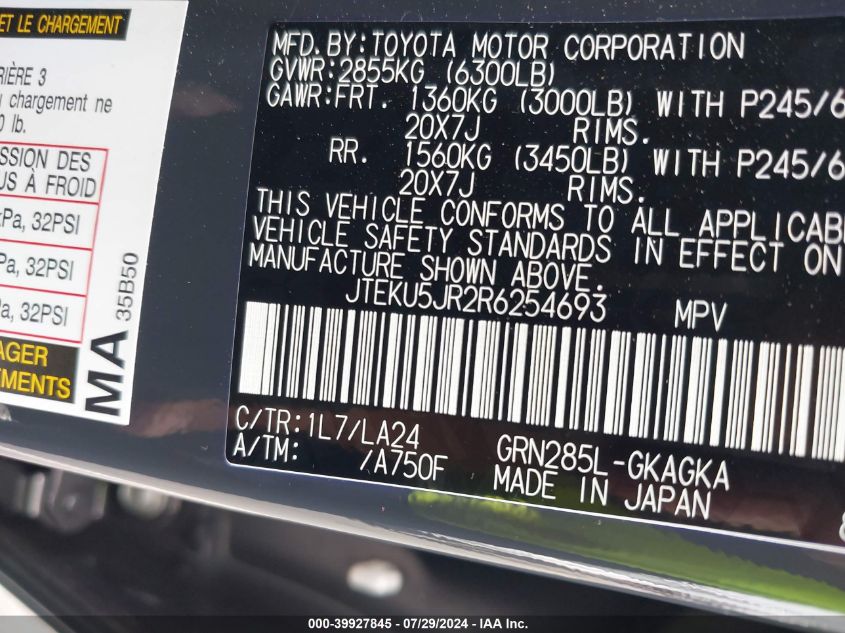 ET LE CHARGEMENT
RIÈRE 3
chargement ne
lb.
SSION DES
US À FROID
kPa, 32PSI
Pa, 32PSI
a, 32PSI
AGER
EMENTS
MA
35B50
MFD.BY:TOYOTA MOTOR CORPORATION
GVWR:2855KG (6300LB)
GAWR:FRT. 1360KG (3000LB) WITH P245/6
20X7J RIMS.
RR. 1560KG (3450LB) WITH P245/6
20X7J RIMS.
THIS VEHICLE CONFORMS TO ALL APPLICABL
VEHICLE SAFETY STANDARDS IN EFFECT ON
MANUFACTURE SHOWN ABOVE.
JTEKU5JR2R6254693 MPV
C/TR:1L7/LA24 GRN285L-GKAGKA
A/TM: /A750F MADE IN JAPAN
000-39927845 / 07/29/2024 - IAA Inc.